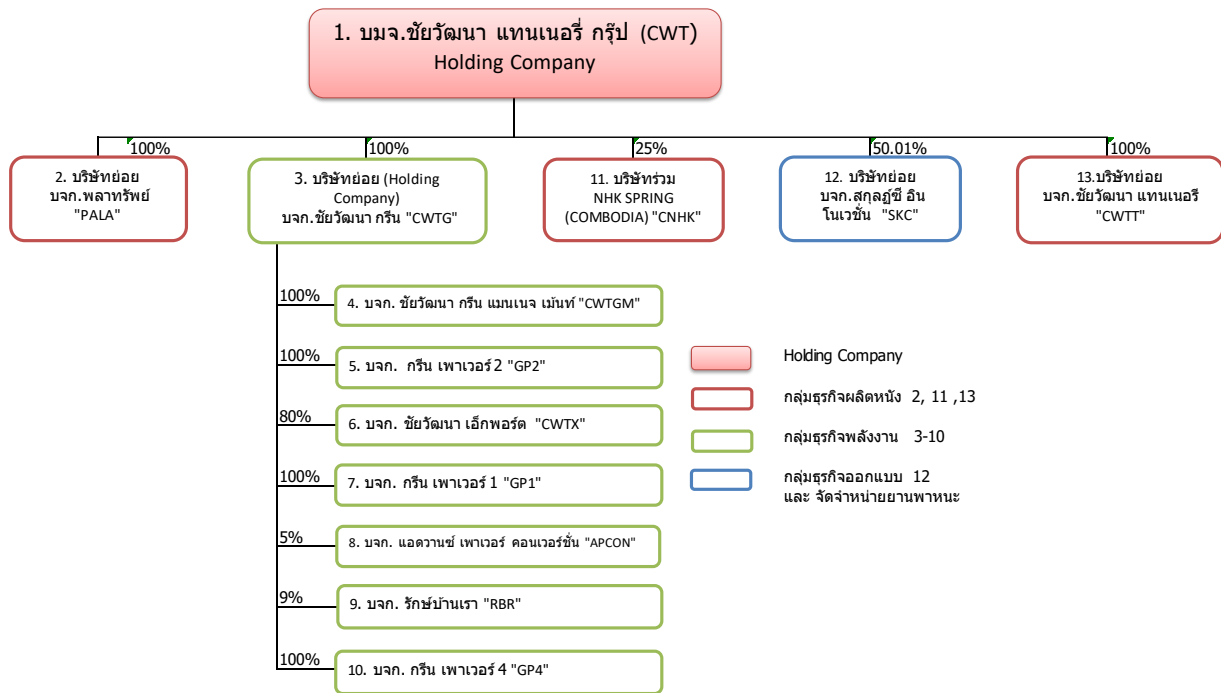 1. บมจ.ชัยวัฒนา แทนเนอรี่ กรุ๊ป (CWT)
Holding Company
100%
100%
25%
50.01%
100%
2. บริษัทย่อย
บจก.พลาทรัพย์
"PALA"
3. บริษัทย่อย (Holding
Company)
บจก.ชัยวัฒนา กรีน "CWTG"
11. บริษัทร่วม
NHK SPRING
(COMBODIA) "CNHK"
12. บริษัทย่อย
บจก.สกุลฎ์ซี อิน
โนเวชั่น "SKC"
13.บริษัทย่อย
บจก.ชัยวัฒนา แทนเนอรี
"CWTT"
100%
4. บจก. ชัยวัฒนา กรีน แมนเนจ เม้นท์ "CWTGM"
100%
5. บจก. กรีน เพาเวอร์ 2 "GP2"
80%
6. บจก. ชัยวัฒนา เอ็กพอร์ต "CWTX"
100%
7. บจก. กรีน เพาเวอร์ 1 "GP1"
5%
8. บจก. แอดวานซ์ เพาเวอร์ คอนเวอร์ชั่น "APCON"
9%
9. บจก. รักษ์บ้านเรา "RBR"
100%
10. บจก. กรีน เพาเวอร์ 4 "GP4"
Holding Company
กลุ่มธุรกิจผลิตหนัง 2, 11 ,13
กลุ่มธุรกิจพลังงาน 3-10
กลุ่มธุรกิจออกแบบ 12
และ จัดจำหน่ายยานพาหนะ